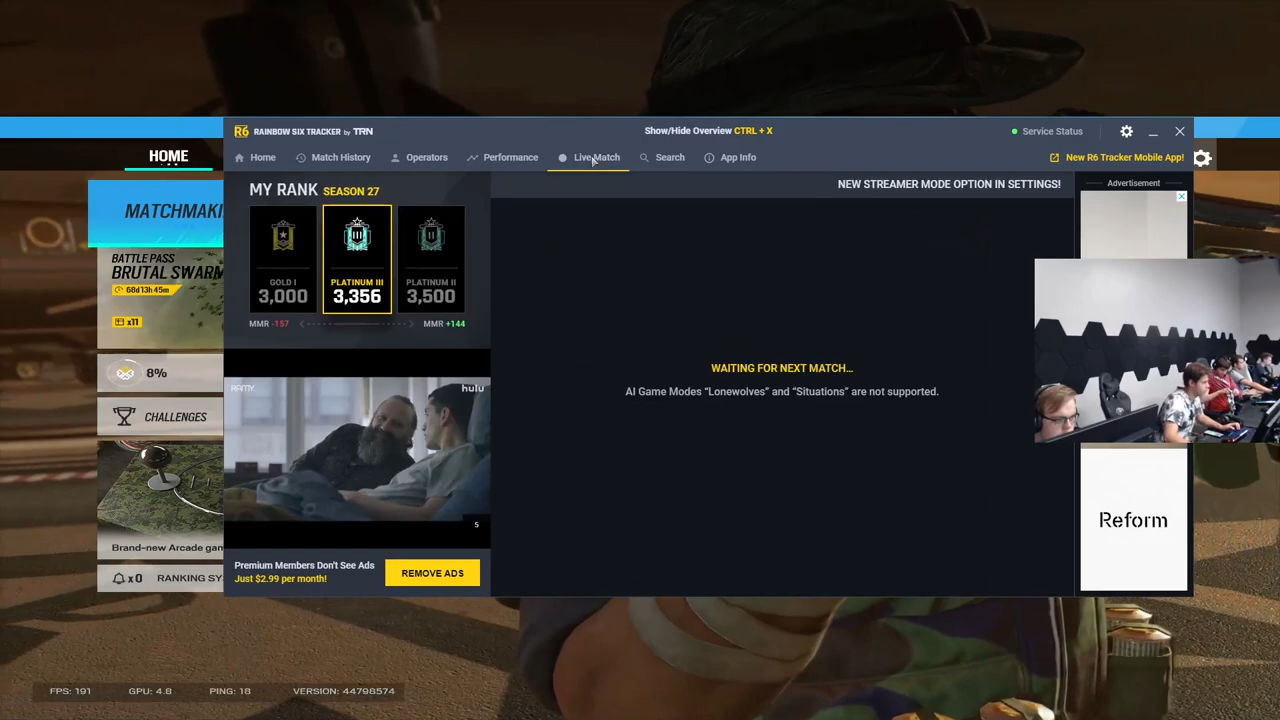 R6 RAINBOW SIX TRACKER by TRN
Show/Hide Overview CTRL + X
Service Status
HOME
Home
Match History
Operators
Performance
Live Match
Search
App Info
New R6 Tracker Mobile App!
MY RANK SEASON 27
NEW STREAMER MODE OPTION IN SETTINGS!
Advertisement
MATCHMAKI
BATTLE PASS
BRUTAL SWARM
68d 13h 45m
x11
GOLD I
3,000
III
PLATINUM III
3,356
II
PLATINUM II
3,500
MMR -157
MMR +144
8%
CHALLENGES
RAMY
hulu
5
WAITING FOR NEXT MATCH...
AI Game Modes “Lonewolves” and “Situations” are not supported.
Brand-new Arcade gam
x0 RANKING SY
Premium Members Don't See Ads
Just $2.99 per month!
REMOVE ADS
Reform
FPS: 191
GPU: 4.8
PING: 18
VERSION: 44798574